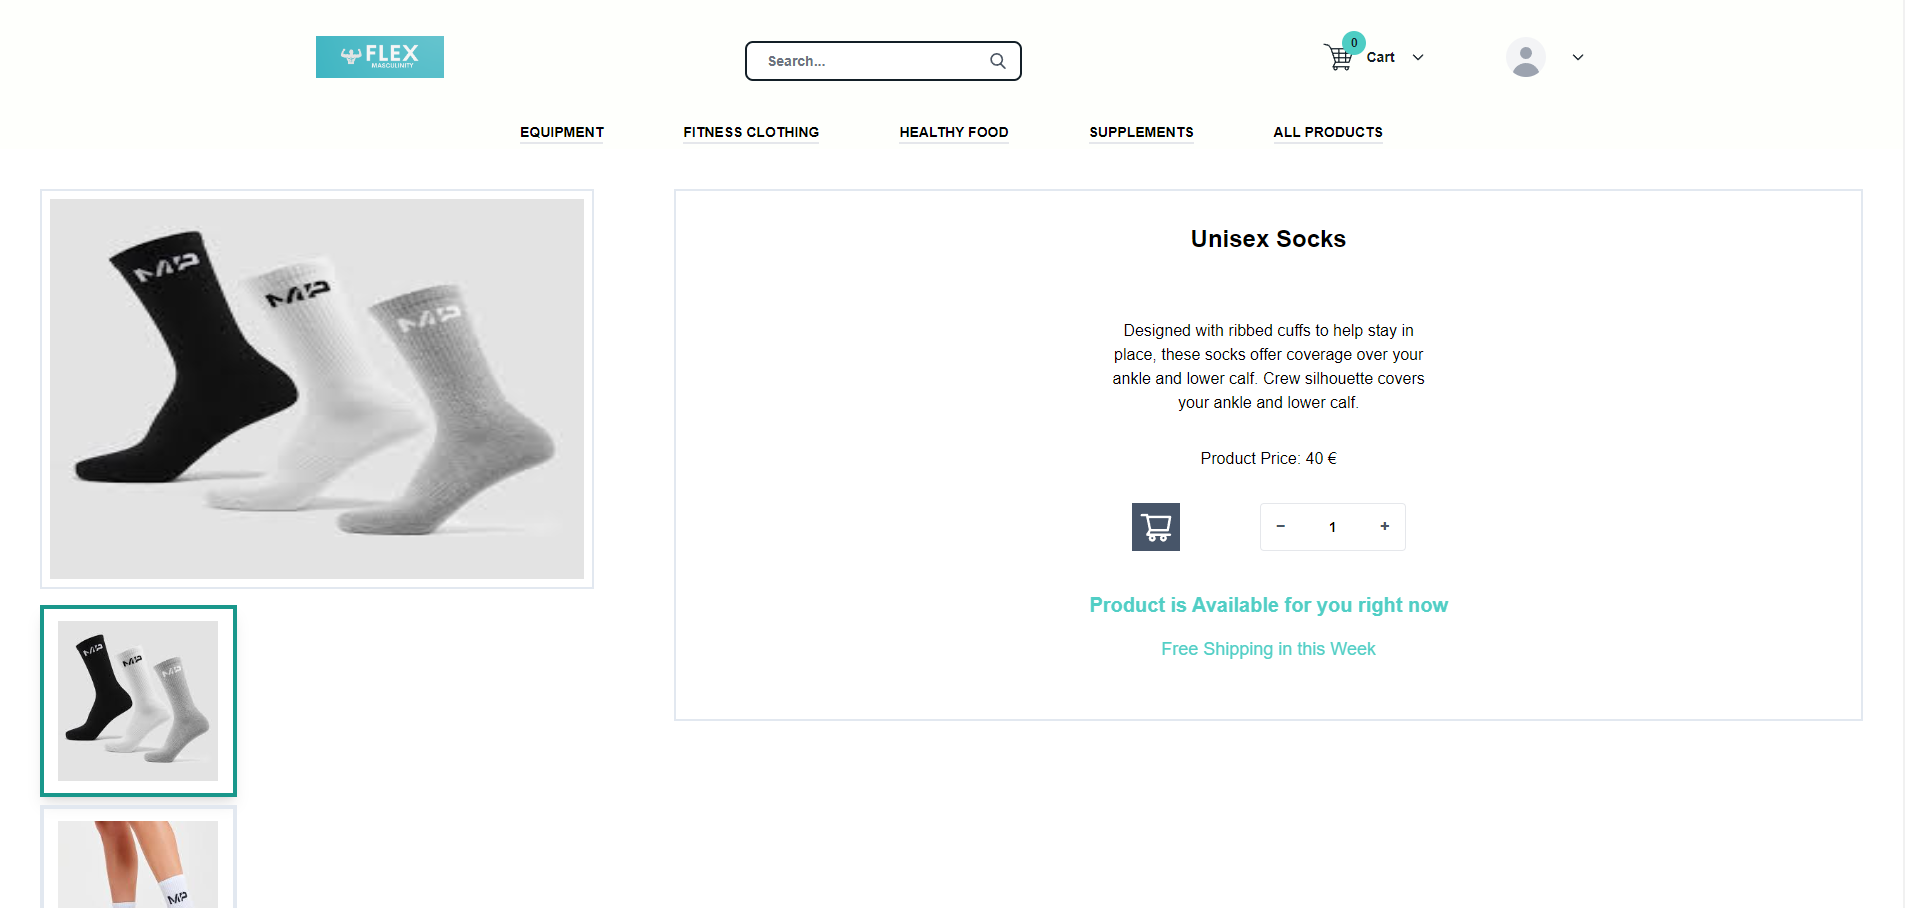 FLEX
MASCULINITY
Search...
0
Cart
EQUIPMENT
FITNESS CLOTHING
HEALTHY FOOD
SUPPLEMENTS
ALL PRODUCTS
MP
MP
MP
Unisex Socks
Designed with ribbed cuffs to help stay in
place, these socks offer coverage over your
ankle and lower calf. Crew silhouette covers
your ankle and lower calf.
Product Price: 40 €
− 1 +
Product is Available for you right now
Free Shipping in this Week
MP
MP
MP
MP